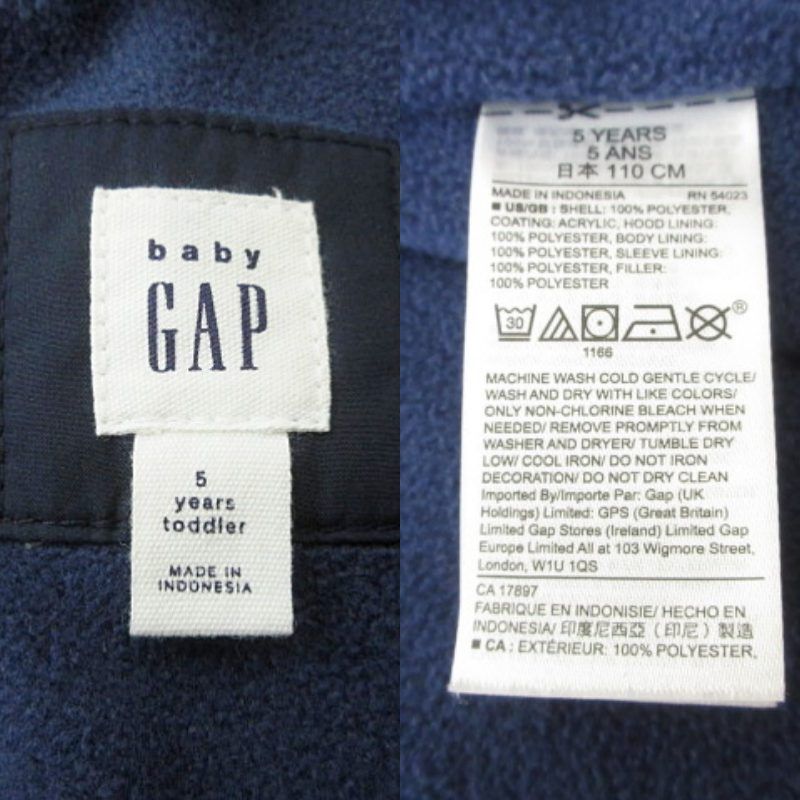 baby
GAP
5
years
toddler
MADE IN
INDONESIA
5 YEARS
5 ANS
日本 110 CM
MADE IN INDONESIA RN 54023
■ US/GB : SHELL: 100% POLYESTER,
COATING: ACRYLIC, HOOD LINING:
100% POLYESTER, BODY LINING:
100% POLYESTER, SLEEVE LINING:
100% POLYESTER, FILLER:
100% POLYESTER
30
®
1166
MACHINE WASH COLD GENTLE CYCLE/
WASH AND DRY WITH LIKE COLORS/
ONLY NON-CHLORINE BLEACH WHEN
NEEDED/ REMOVE PROMPTLY FROM
WASHER AND DRYER/ TUMBLE DRY
LOW/ COOL IRON/ DO NOT IRON
DECORATION/ DO NOT DRY CLEAN
Imported By/Importe Par: Gap (UK
Holdings) Limited: GPS (Great Britain)
Limited Gap Stores (Ireland) Limited Gap
Europe Limited All at 103 Wigmore Street,
London, W1U 1QS
CA 17897
FABRIQUE EN INDONISIE/ HECHO EN
INDONESIA/ 印度尼西亞 (印尼) 製造
■ CA : EXTÉRIEUR: 100% POLYESTER,